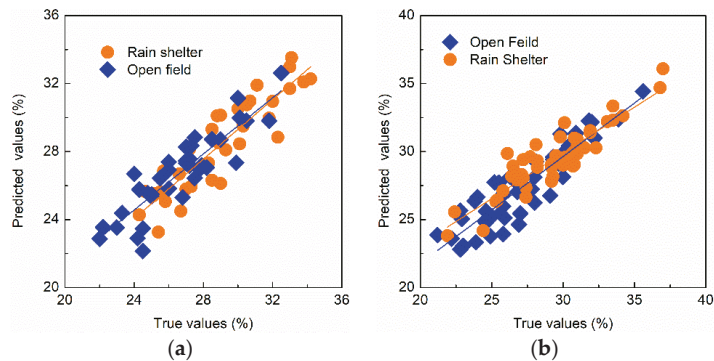 (a)
36
32
28
24
20
20
24
28
32
36
Predicted values (%)
True values (%)
Rain shelter
Open field
(b)
40
35
30
25
20
20
25
30
35
40
Predicted values (%)
True values (%)
Open Feild
Rain Shelter